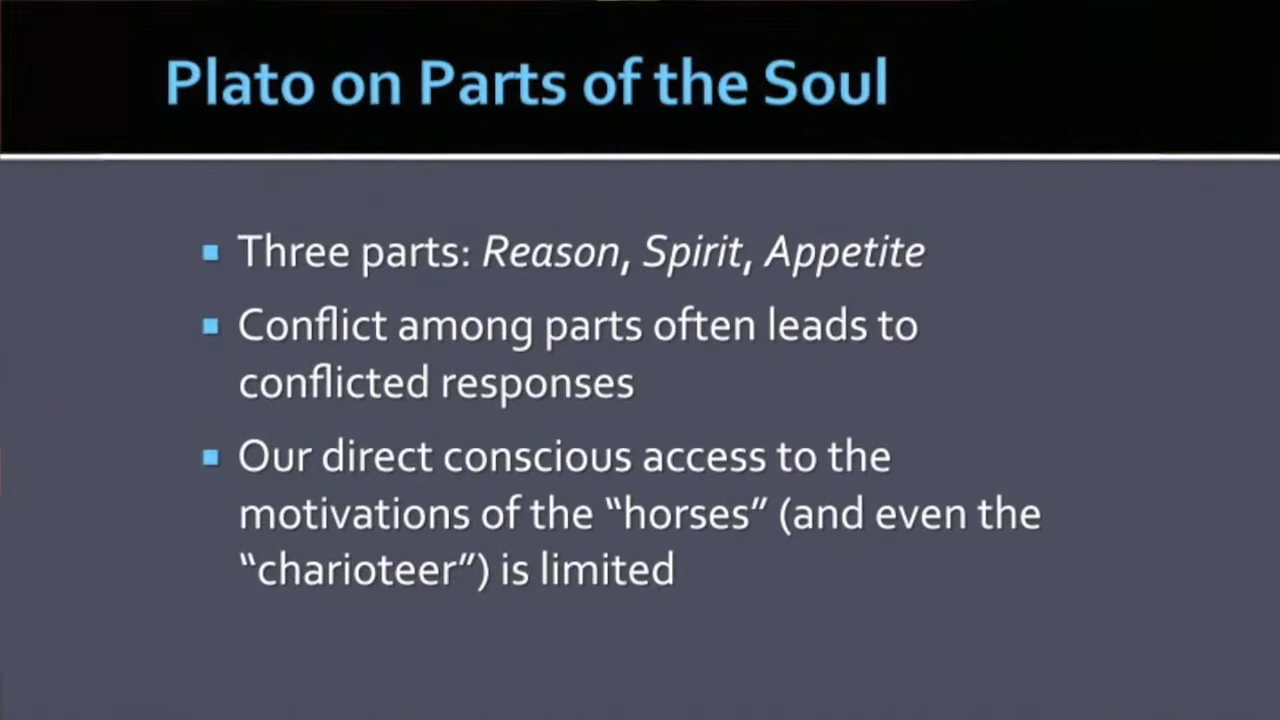 Plato on Parts of the Soul
Three parts: Reason, Spirit, Appetite
Conflict among parts often leads to
conflicted responses
Our direct conscious access to the
motivations of the “horses” (and even the
“charioteer”) is limited